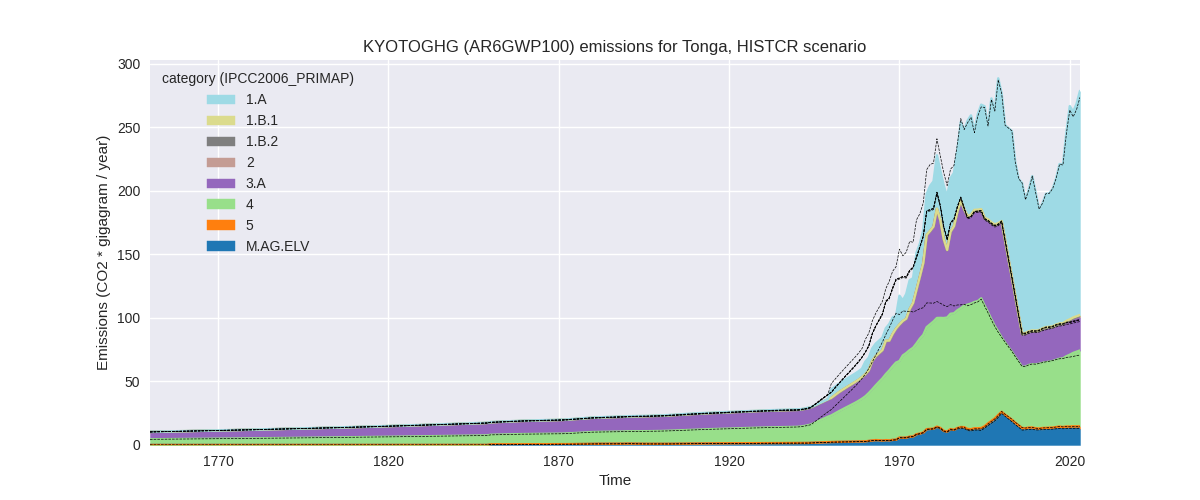 KYOTOGHG (AR6GWP100) emissions for Tonga, HISTCR scenario
300
250
200
150
100
50
0
Emissions (CO2 * gigagram / year)
category (IPCC2006_PRIMAP)
1.A
1.B.1
1.B.2
2
3.A
4
5
M.AG.ELV
1770
1820
1870
1920
1970
2020
Time